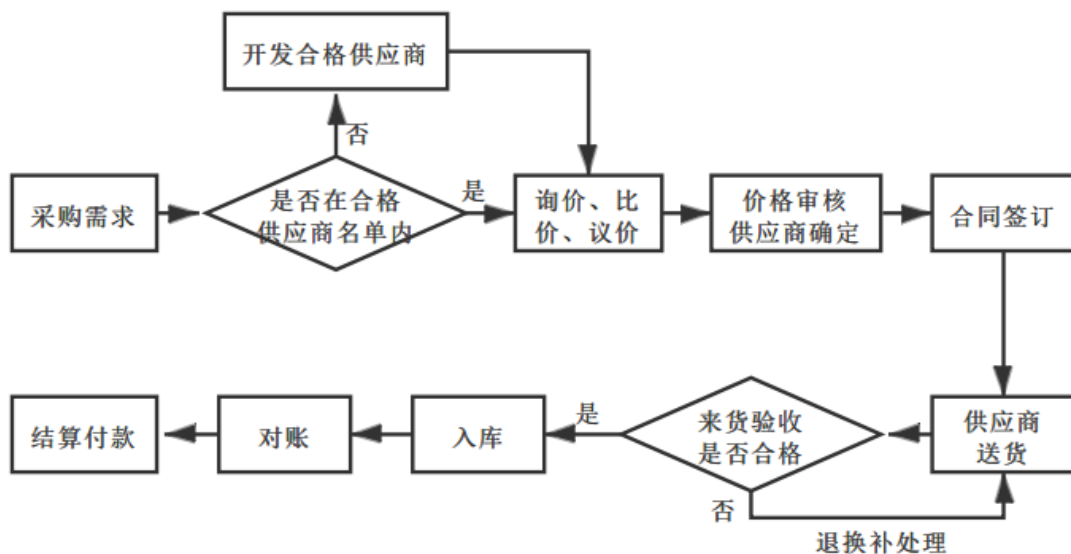 开发合格供应商
否
采购需求
是否在合格
供应商名单内
是
询价、比
价、议价
价格审核
供应商确定
合同签订
结算付款
对账
入库
是
来货验收
是否合格
供应商
送货
否
退换补处理